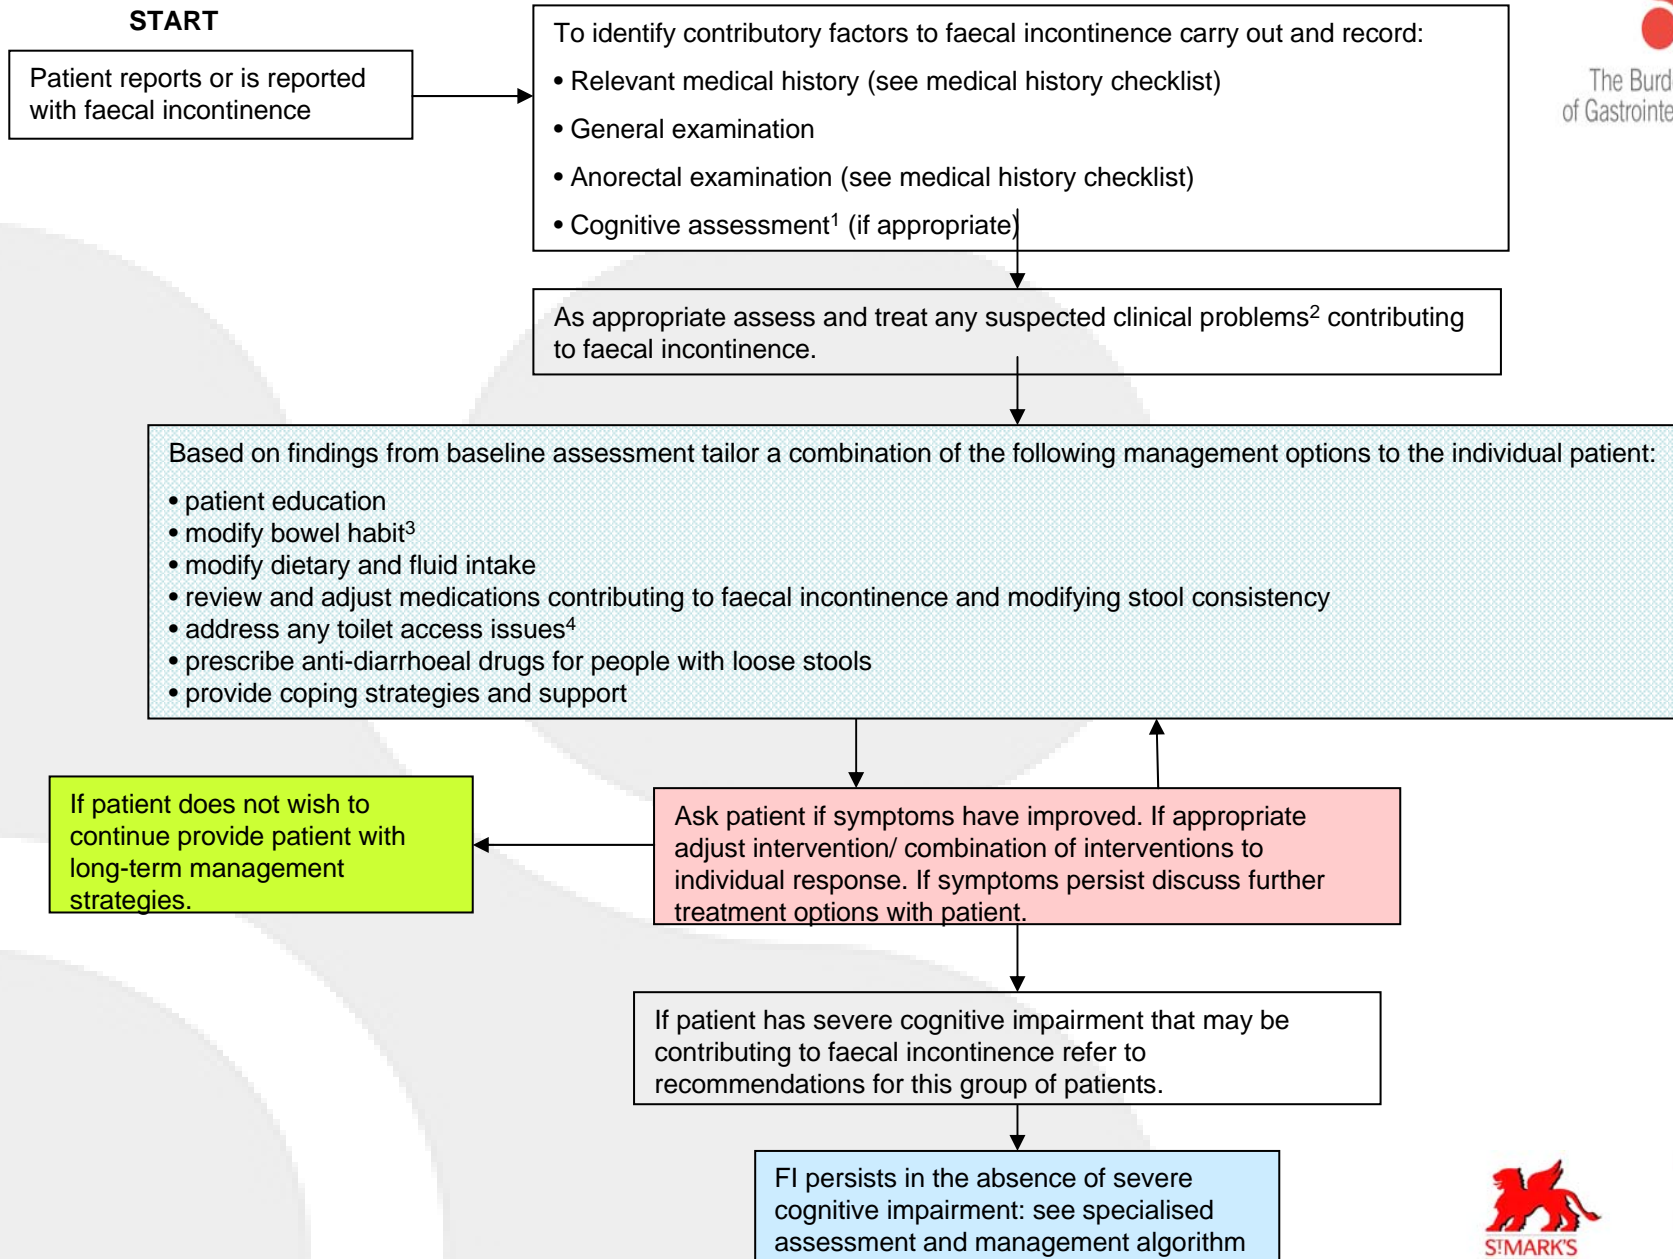 START
Patient reports or is reported
with faecal incontinence
To identify contributory factors to faecal incontinence carry out and record:
• Relevant medical history (see medical history checklist)
• General examination
• Anorectal examination (see medical history checklist)
• Cognitive assessment¹ (if appropriate)
The Burd
of Gastrointe
As appropriate assess and treat any suspected clinical problems² contributing
to faecal incontinence.
Based on findings from baseline assessment tailor a combination of the following management options to the individual patient:
• patient education
• modify bowel habit³
• modify dietary and fluid intake
• review and adjust medications contributing to faecal incontinence and modifying stool consistency
• address any toilet access issues⁴
• prescribe anti-diarrhoeal drugs for people with loose stools
• provide coping strategies and support
If patient does not wish to
continue provide patient with
long-term management
strategies.
Ask patient if symptoms have improved. If appropriate
adjust intervention/ combination of interventions to
individual response. If symptoms persist discuss further
treatment options with patient.
If patient has severe cognitive impairment that may be
contributing to faecal incontinence refer to
recommendations for this group of patients.
FI persists in the absence of severe
cognitive impairment: see specialised
assessment and management algorithm
ST MARK'S